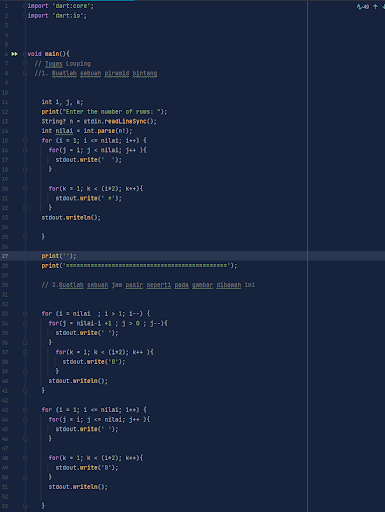 49
1 import 'dart:core';
2 import 'dart:io';
3
4
5
6 void main(){
7 // Tugas Looping
8 //1. Buatlah sebuah piramid bintang
9
10
11 int i, j, k;
12 print("Enter the number of rows: ");
13 String? n = stdin.readLineSync();
14 int nilai = int.parse(n!);
15 for (i = 1; i <= nilai; i++) {
16 for(j = i; j < nilai; j++ ){
17 stdout.write('  ');
18 }
19
20 for(k = 1; k < (i*2); k++){
21 stdout.write(' *');
22 }
23 stdout.writeln();
24
25 }
26
27 print('');
28 print('==============================================');
29
30 // 2.Buatlah sebuah jam pasir seperti pada gambar dibawah ini
31
32
33 for (i = nilai  ; i > 1; i--) {
34 for(j = nilai-i +1 ; j > 0 ; j--){
35 stdout.write(' ');
36 }
37 for(k = 1; k < (i*2); k++ ){
38 stdout.write('0');
39 }
40 stdout.writeln();
41 }
42
43 for (i = 1; i <= nilai; i++) {
44 for(j = i; j <= nilai; j++ ){
45 stdout.write(' ');
46 }
47
48 for(k = 1; k < (i*2); k++){
49 stdout.write('0');
50 }
51 stdout.writeln();
52
53 }